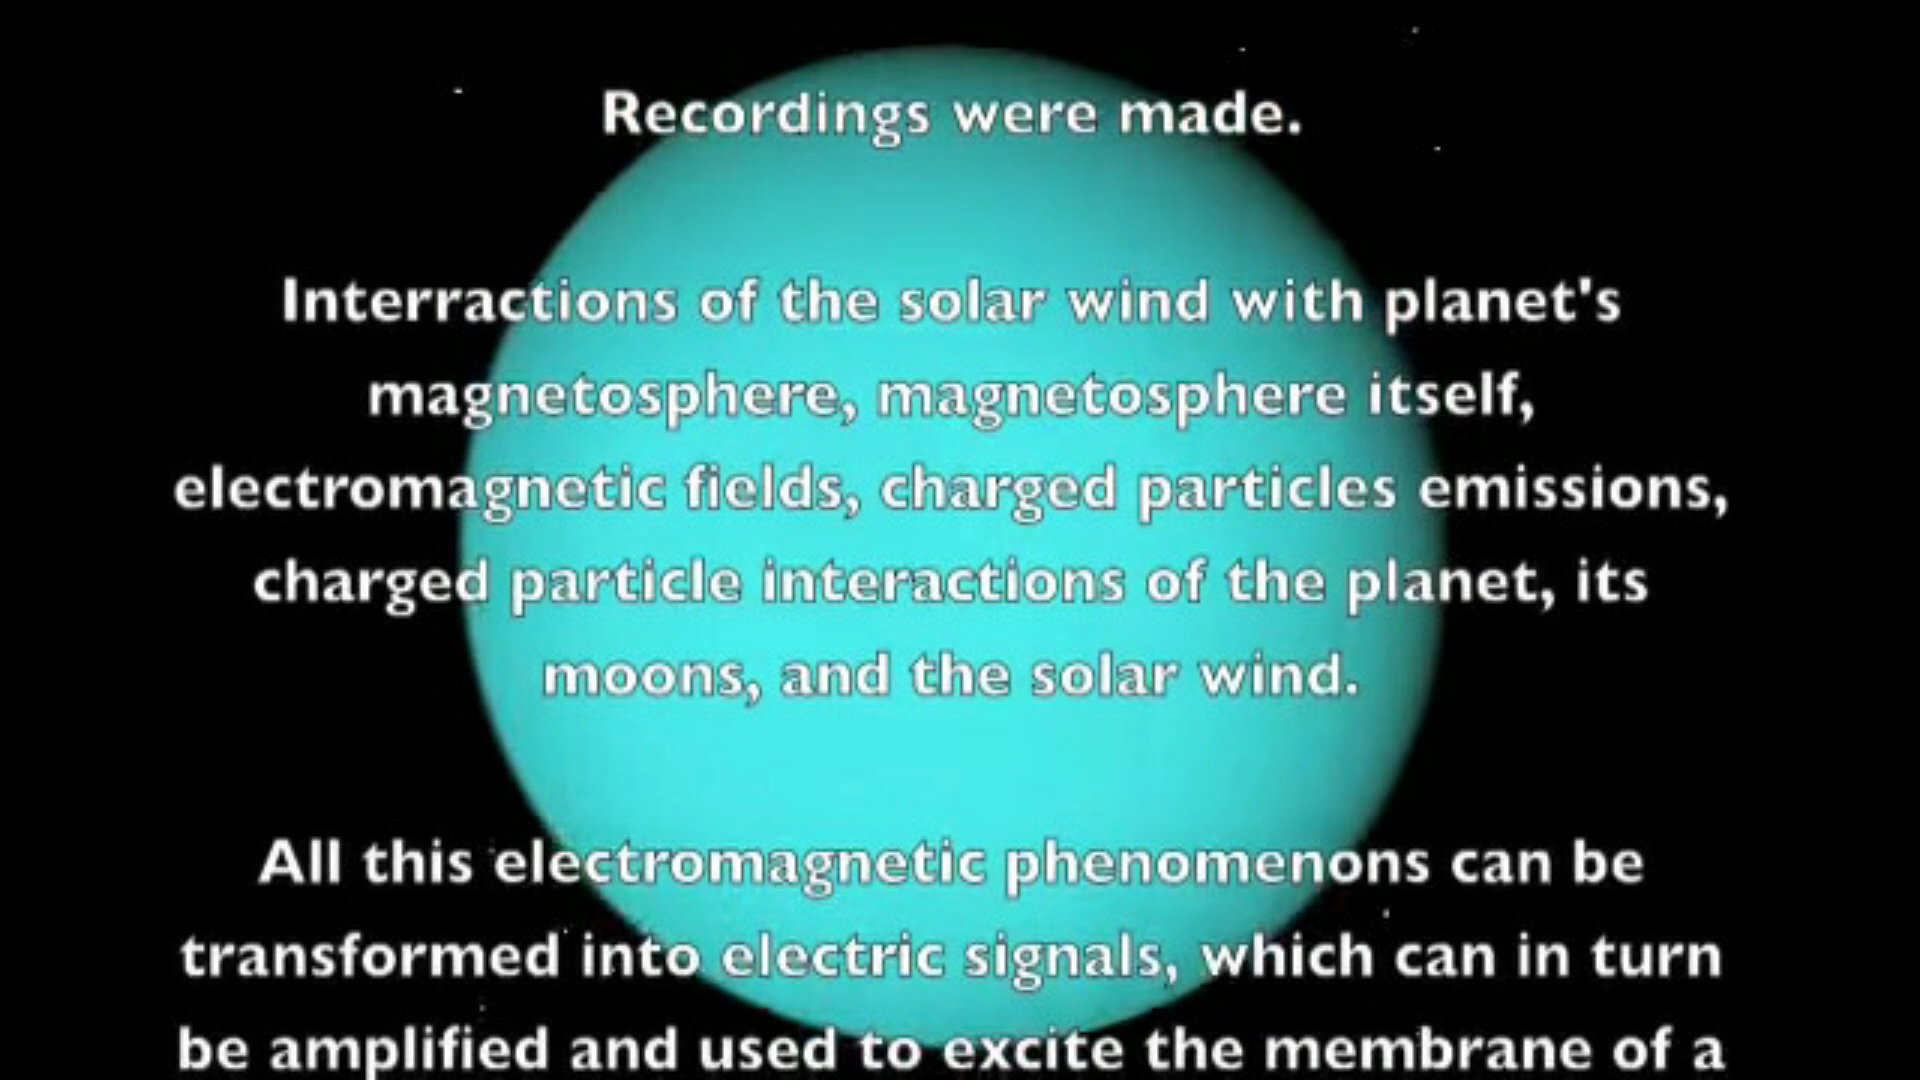 Recordings were made.
Interractions of the solar wind with planet's
magnetosphere, magnetosphere itself,
electromagnetic fields, charged particles emissions,
charged particle interactions of the planet, its
moons, and the solar wind.
All this electromagnetic phenomenons can be
transformed into electric signals, which can in turn
be amplified and used to excite the membrane of a